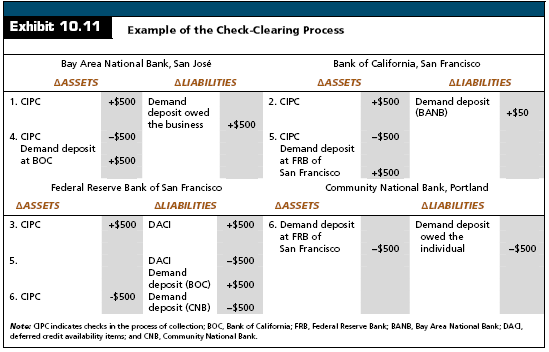 Exhibit 10.11 Example of the Check-Clearing Process
Bay Area National Bank, San José Bank of California, San Francisco
ΔASSETS ΔLIABILITIES ΔASSETS ΔLIABILITIES
1. CIPC +$500 Demand 2. CIPC +$500 Demand deposit
deposit owed (BANB) +$50
the business +$500
4. CIPC –$500 5. CIPC –$500
Demand deposit Demand deposit
at BOC +$500 at FRB of
San Francisco +$500
Federal Reserve Bank of San Francisco Community National Bank, Portland
ΔASSETS ΔLIABILITIES ΔASSETS ΔLIABILITIES
3. CIPC +$500 DACI +$500 6. Demand deposit Demand deposit
at FRB of owed the
San Francisco –$500 individual –$500
5. DACI –$500
Demand
deposit (BOC) +$500
6. CIPC -$500 Demand
deposit (CNB) –$500
Note: CIPC indicates checks in the process of collection; BOC, Bank of California; FRB, Federal Reserve Bank; BANB, Bay Area National Bank; DACI,
deferred credit availability items; and CNB, Community National Bank.